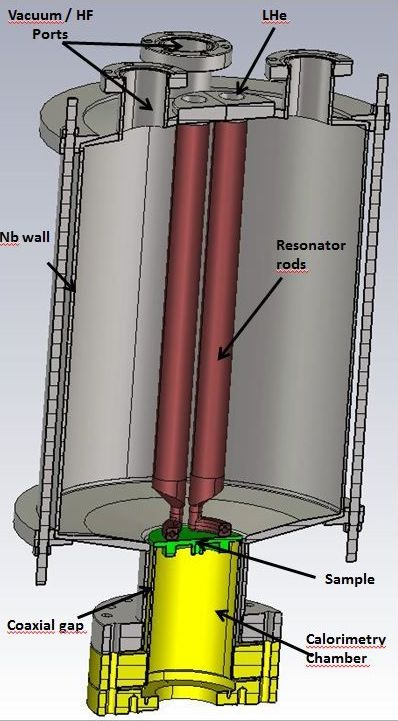 Vacuum / HF
Ports
LHe
Nb wall
Resonator
rods
Sample
Coaxial gap
Calorimetry
Chamber